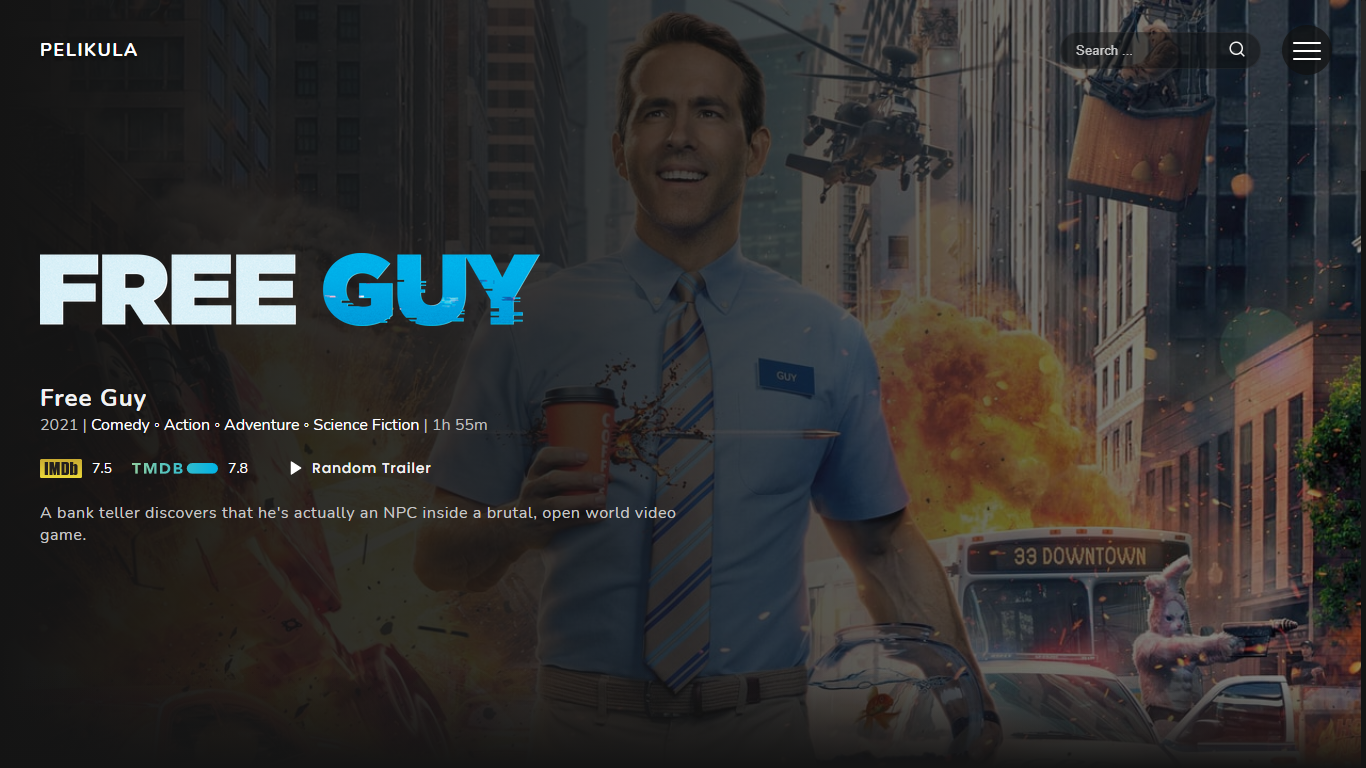 PELIKULA
Search ...
FREE GUY
GUY
Free Guy
2021 | Comedy ∘ Action ∘ Adventure ∘ Science Fiction | 1h 55m
IMDb 7.5 TMDB 7.8 Random Trailer
A bank teller discovers that he's actually an NPC inside a brutal, open world video
game.
33 DOWNTOWN